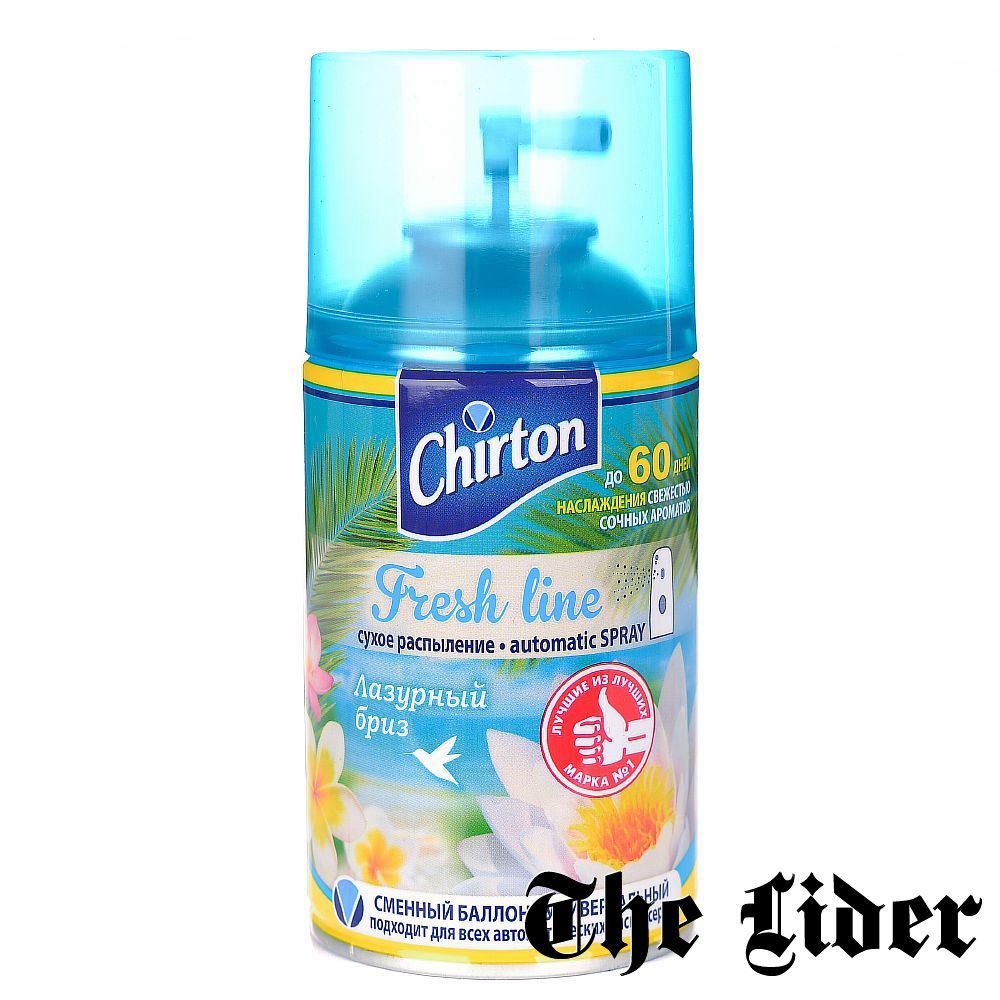 Chirton
до 60 дней
НАСЛАЖДЕНИЯ СВЕЖЕСТЬЮ
СОЧНЫХ АРОМАТОВ
Fresh line
сухое распыление • automatic SPRAY
Лазурный
бриз
ЛУЧШИЕ ИЗ ЛУЧШИХ
МАРКА №1
СМЕННЫЙ БАЛЛОН
подходит для всех
The Lider